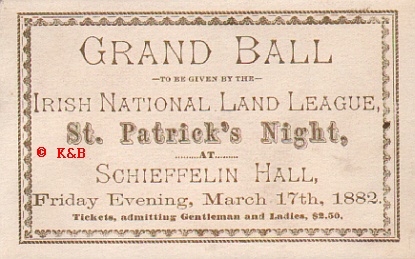 GRAND BALL
—TO BE GIVEN BY THE—
IRISH NATIONAL LAND LEAGUE,
St. Patrick's Night,
© K&B
..........AT..........
SCHIEFFELIN HALL,
Friday Evening, March 17th, 1882.
Tickets, admitting Gentleman and Ladies, $2.50.